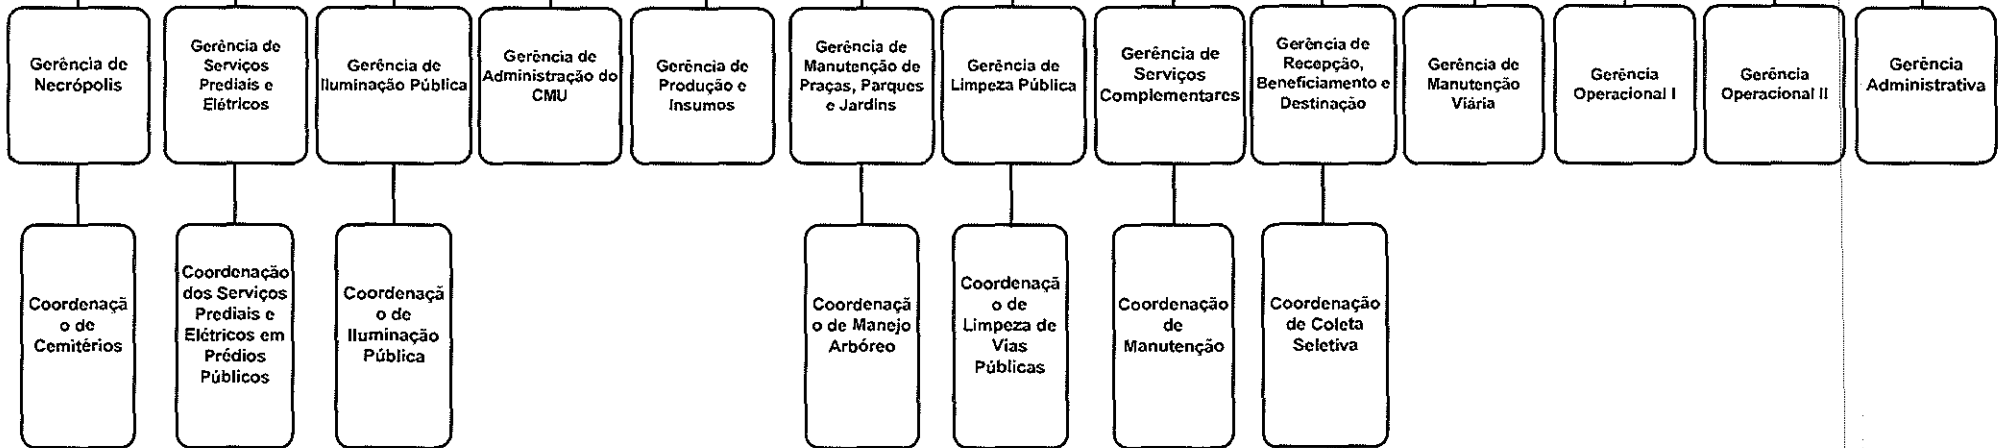 Gerência de
Necrópolis
Gerência de
Serviços
Prediais e
Elétricos
Gerência de
Iluminação Pública
Gerência de
Administração do
CMU
Gerência de
Produção e
Insumos
Gerência de
Manutenção de
Praças, Parques
e Jardins
Gerência de
Limpeza Pública
Gerência de
Serviços
Complementares
Gerência de
Recepção,
Beneficiamento e
Destinação
Gerência de
Manutenção
Viária
Gerência
Operacional I
Gerência
Operacional II
Gerência
Administrativa
Coordenaçã
o de
Cemitérios
Coordenação
dos Serviços
Prediais e
Elétricos em
Prédios
Públicos
Coordenaçã
o de
Iluminação
Pública
Coordenaçã
o de Manejo
Arbóreo
Coordenaçã
o de
Limpeza de
Vias
Públicas
Coordenação
de
Manutenção
Coordenação
de Coleta
Seletiva